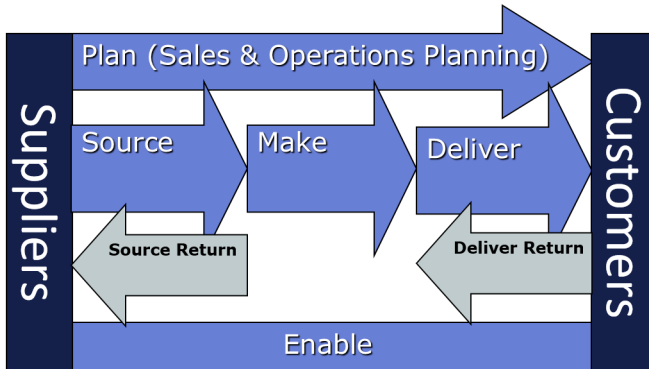 Plan (Sales & Operations Planning)
Suppliers
Source
Make
Deliver
Customers
Source Return
Deliver Return
Enable